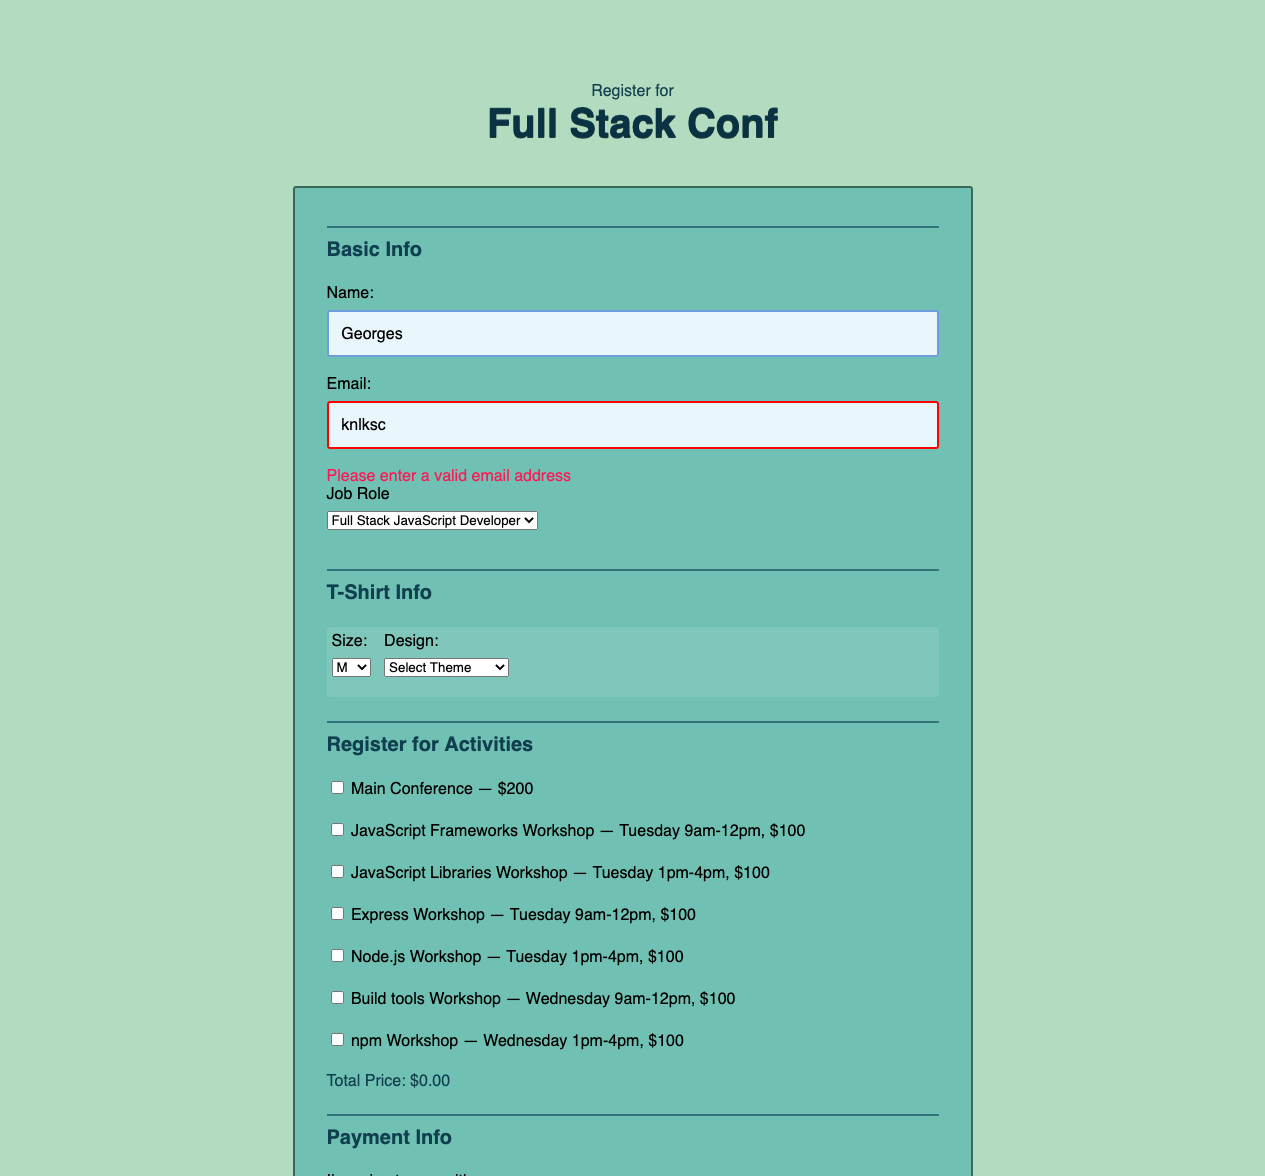 Register for
Full Stack Conf
Basic Info
Name:
Georges
Email:
knlksc
Please enter a valid email address
Job Role
Full Stack JavaScript Developer
T-Shirt Info
Size: Design:
M Select Theme
Register for Activities
Main Conference — $200
JavaScript Frameworks Workshop — Tuesday 9am-12pm, $100
JavaScript Libraries Workshop — Tuesday 1pm-4pm, $100
Express Workshop — Tuesday 9am-12pm, $100
Node.js Workshop — Tuesday 1pm-4pm, $100
Build tools Workshop — Wednesday 9am-12pm, $100
npm Workshop — Wednesday 1pm-4pm, $100
Total Price: $0.00
Payment Info